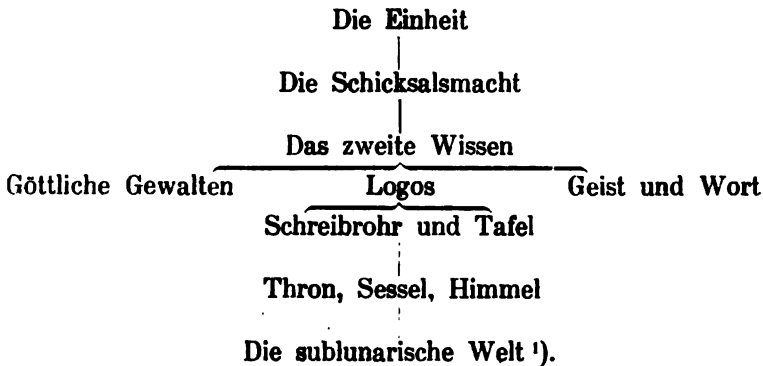 Die Einheit
Die Schicksalsmacht
Das zweite Wissen
Göttliche Gewalten Logos Geist und Wort
Schreibrohr und Tafel
Thron, Sessel, Himmel
Die sublunarische Welt ¹).